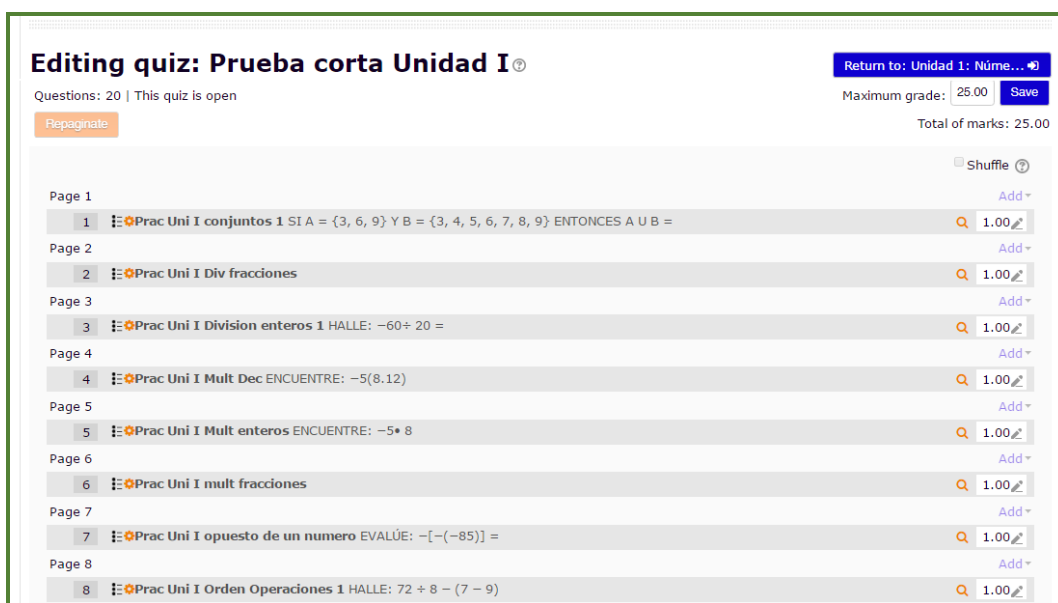 Editing quiz: Prueba corta Unidad I
Return to: Unidad 1: Núme...
Questions: 20 | This quiz is open
Maximum grade: 25.00 Save
Repaginate
Total of marks: 25.00
Shuffle
Page 1 Add
1 Prac Uni I conjuntos 1 SI A = {3, 6, 9} Y B = {3, 4, 5, 6, 7, 8, 9} ENTONCES A U B = 1.00
Page 2 Add
2 Prac Uni I Div fracciones 1.00
Page 3 Add
3 Prac Uni I Division enteros 1 HALLE: −60÷ 20 = 1.00
Page 4 Add
4 Prac Uni I Mult Dec ENCUENTRE: −5(8.12) 1.00
Page 5 Add
5 Prac Uni I Mult enteros ENCUENTRE: −5• 8 1.00
Page 6 Add
6 Prac Uni I mult fracciones 1.00
Page 7 Add
7 Prac Uni I opuesto de un numero EVALÚE: −[−(−85)] = 1.00
Page 8 Add
8 Prac Uni I Orden Operaciones 1 HALLE: 72 ÷ 8 − (7 − 9) 1.00